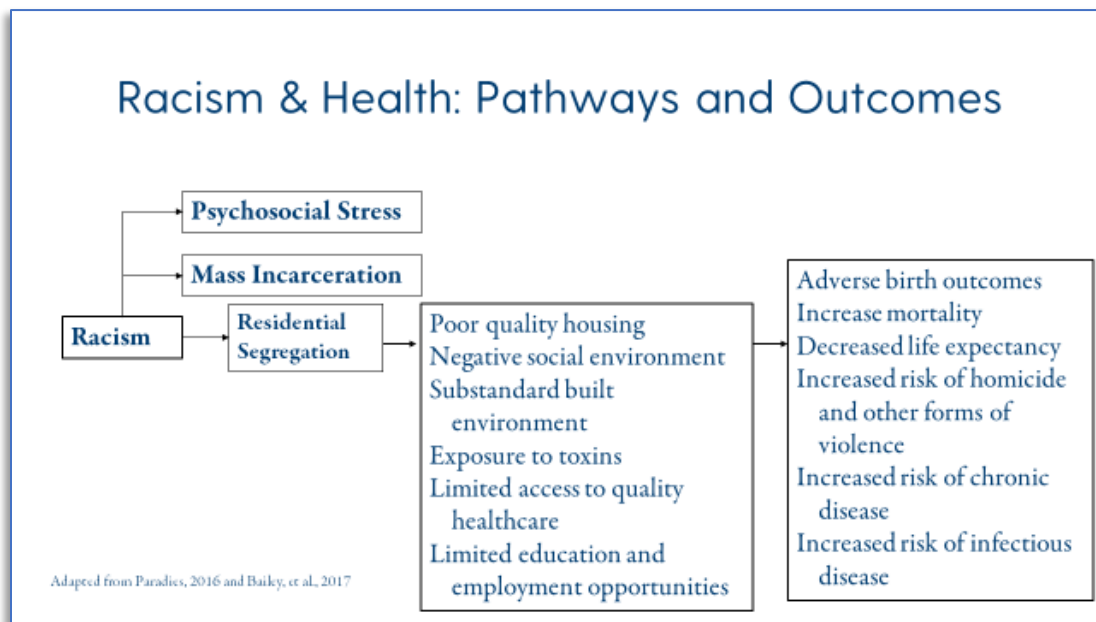 Racism & Health: Pathways and Outcomes
Psychosocial Stress
Mass Incarceration
Racism
Residential
Segregation
Poor quality housing
Negative social environment
Substandard built
environment
Exposure to toxins
Limited access to quality
healthcare
Limited education and
employment opportunities
Adverse birth outcomes
Increase mortality
Decreased life expectancy
Increased risk of homicide
and other forms of
violence
Increased risk of chronic
disease
Increased risk of infectious
disease
Adapted from Paradies, 2016 and Bailey, et al., 2017